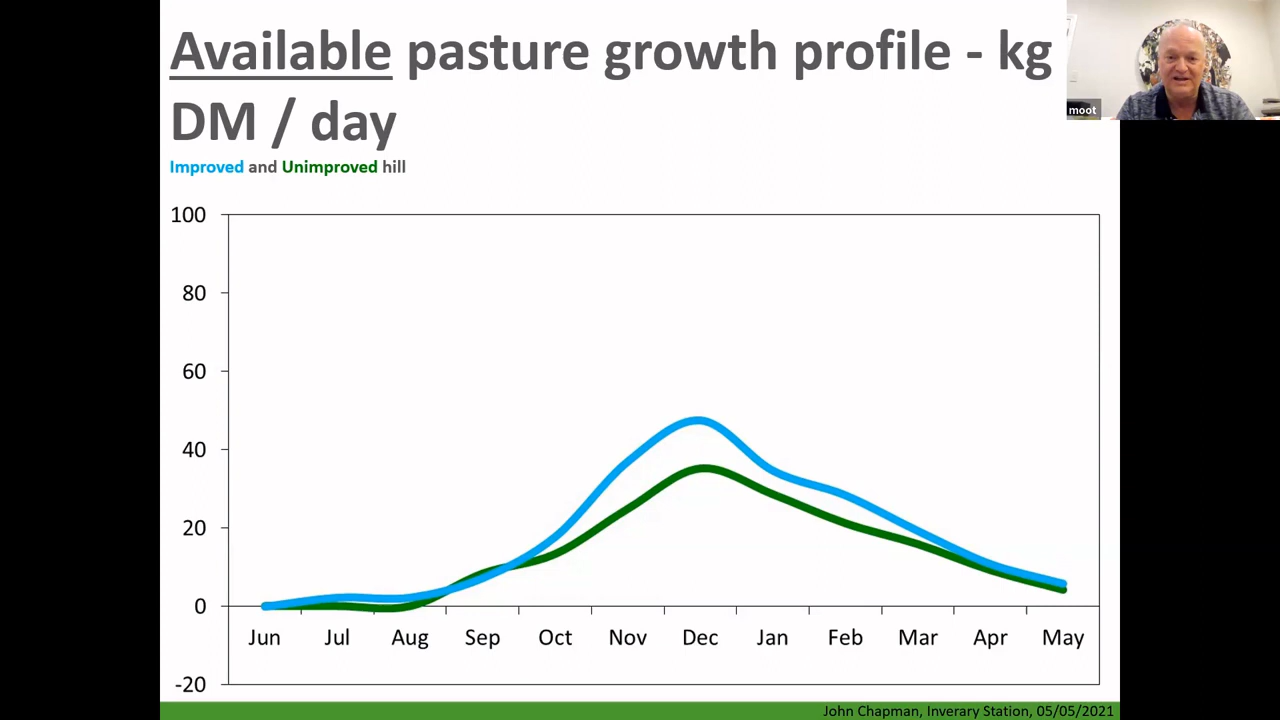 Available pasture growth profile - kg
DM / day
Improved and Unimproved hill
moot
100
80
60
40
20
0
-20
Jun Jul Aug Sep Oct Nov Dec Jan Feb Mar Apr May
John Chapman, Inverary Station, 05/05/2021